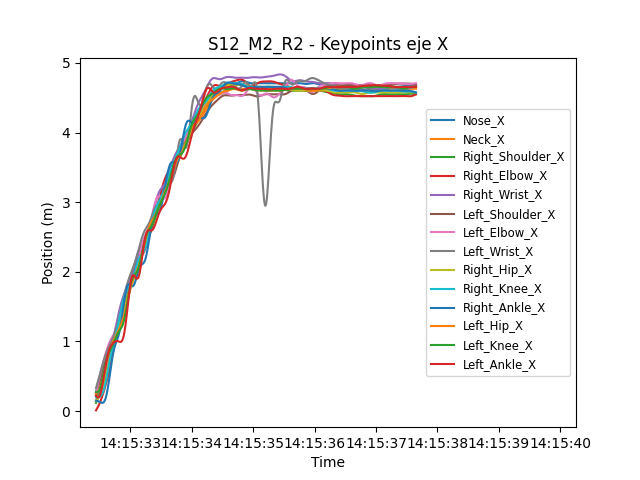 S12_M2_R2 - Keypoints eje X
Position (m)
5
4
3
2
1
0
Nose_X
Neck_X
Right_Shoulder_X
Right_Elbow_X
Right_Wrist_X
Left_Shoulder_X
Left_Elbow_X
Left_Wrist_X
Right_Hip_X
Right_Knee_X
Right_Ankle_X
Left_Hip_X
Left_Knee_X
Left_Ankle_X
14:15:33 14:15:34 14:15:35 14:15:36 14:15:37 14:15:38 14:15:39 14:15:40
Time